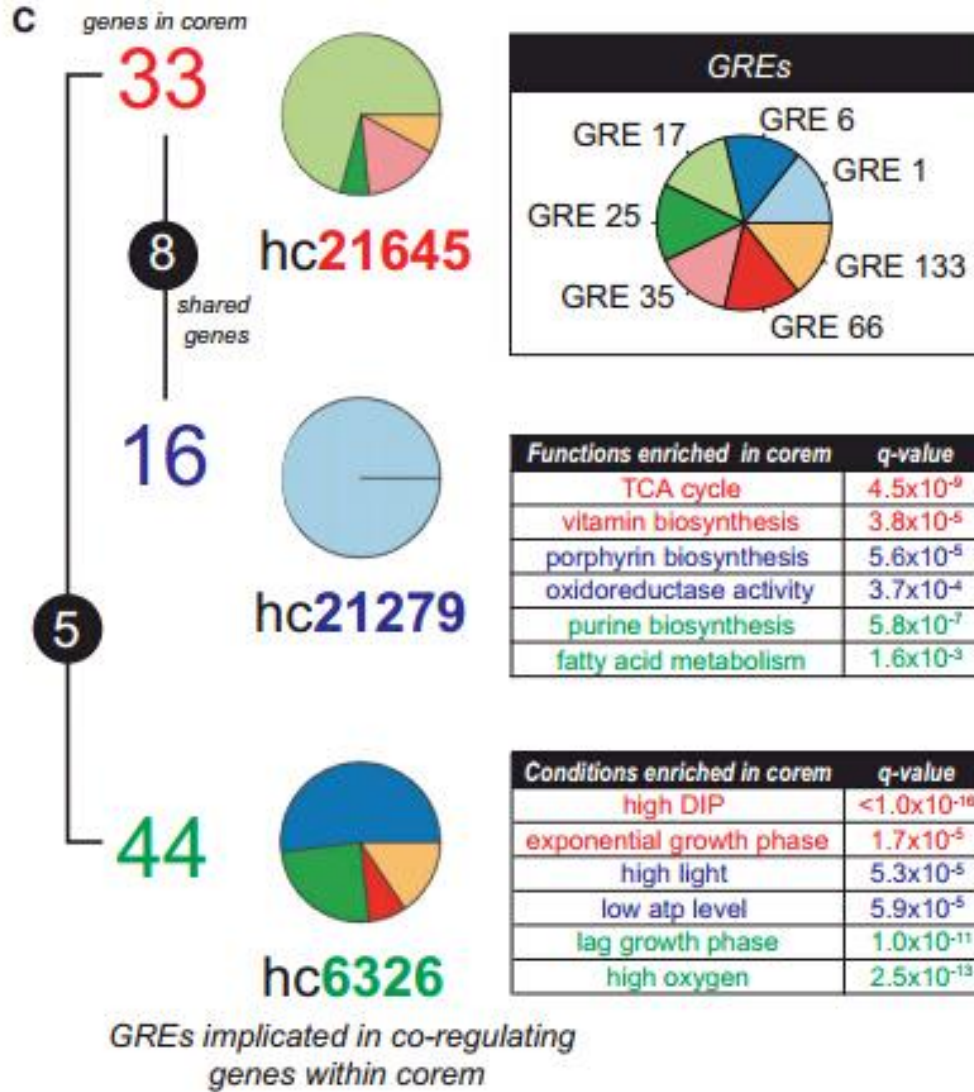 C
genes in corem
33
8
shared
genes
hc21645
16
hc21279
5
44
hc6326
GREs implicated in co-regulating
genes within corem
GREs
GRE 17
GRE 6
GRE 1
GRE 25
GRE 133
GRE 35
GRE 66
Functions enriched in corem q-value
TCA cycle 4.5x10⁻⁹
vitamin biosynthesis 3.8x10⁻⁵
porphyrin biosynthesis 5.6x10⁻⁵
oxidoreductase activity 3.7x10⁻⁴
purine biosynthesis 5.8x10⁻⁷
fatty acid metabolism 1.6x10⁻³
Conditions enriched in corem q-value
high DIP <1.0x10⁻¹⁶
exponential growth phase 1.7x10⁻⁵
high light 5.3x10⁻⁵
low atp level 5.9x10⁻⁵
lag growth phase 1.0x10⁻¹¹
high oxygen 2.5x10⁻¹³